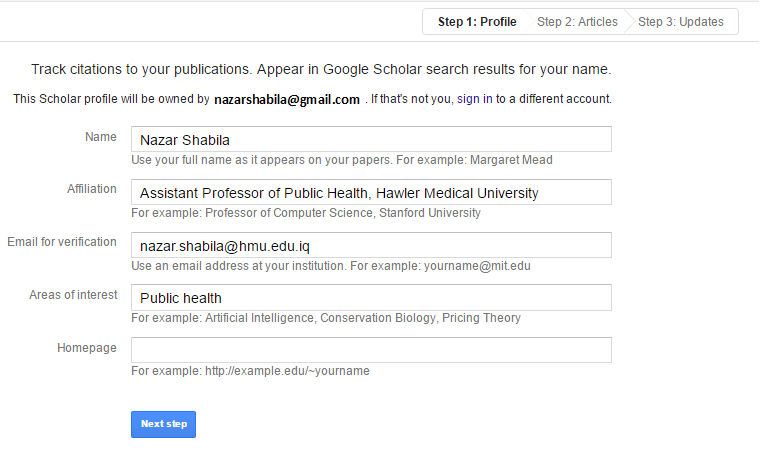 Step 1: Profile Step 2: Articles Step 3: Updates
Track citations to your publications. Appear in Google Scholar search results for your name.
This Scholar profile will be owned by nazarshabila@gmail.com . If that's not you, sign in to a different account.
Name Nazar Shabila
Use your full name as it appears on your papers. For example: Margaret Mead
Affiliation Assistant Professor of Public Health, Hawler Medical University
For example: Professor of Computer Science, Stanford University
Email for verification nazar.shabila@hmu.edu.iq
Use an email address at your institution. For example: yourname@mit.edu
Areas of interest Public health
For example: Artificial Intelligence, Conservation Biology, Pricing Theory
Homepage
For example: http://example.edu/~yourname
Next step